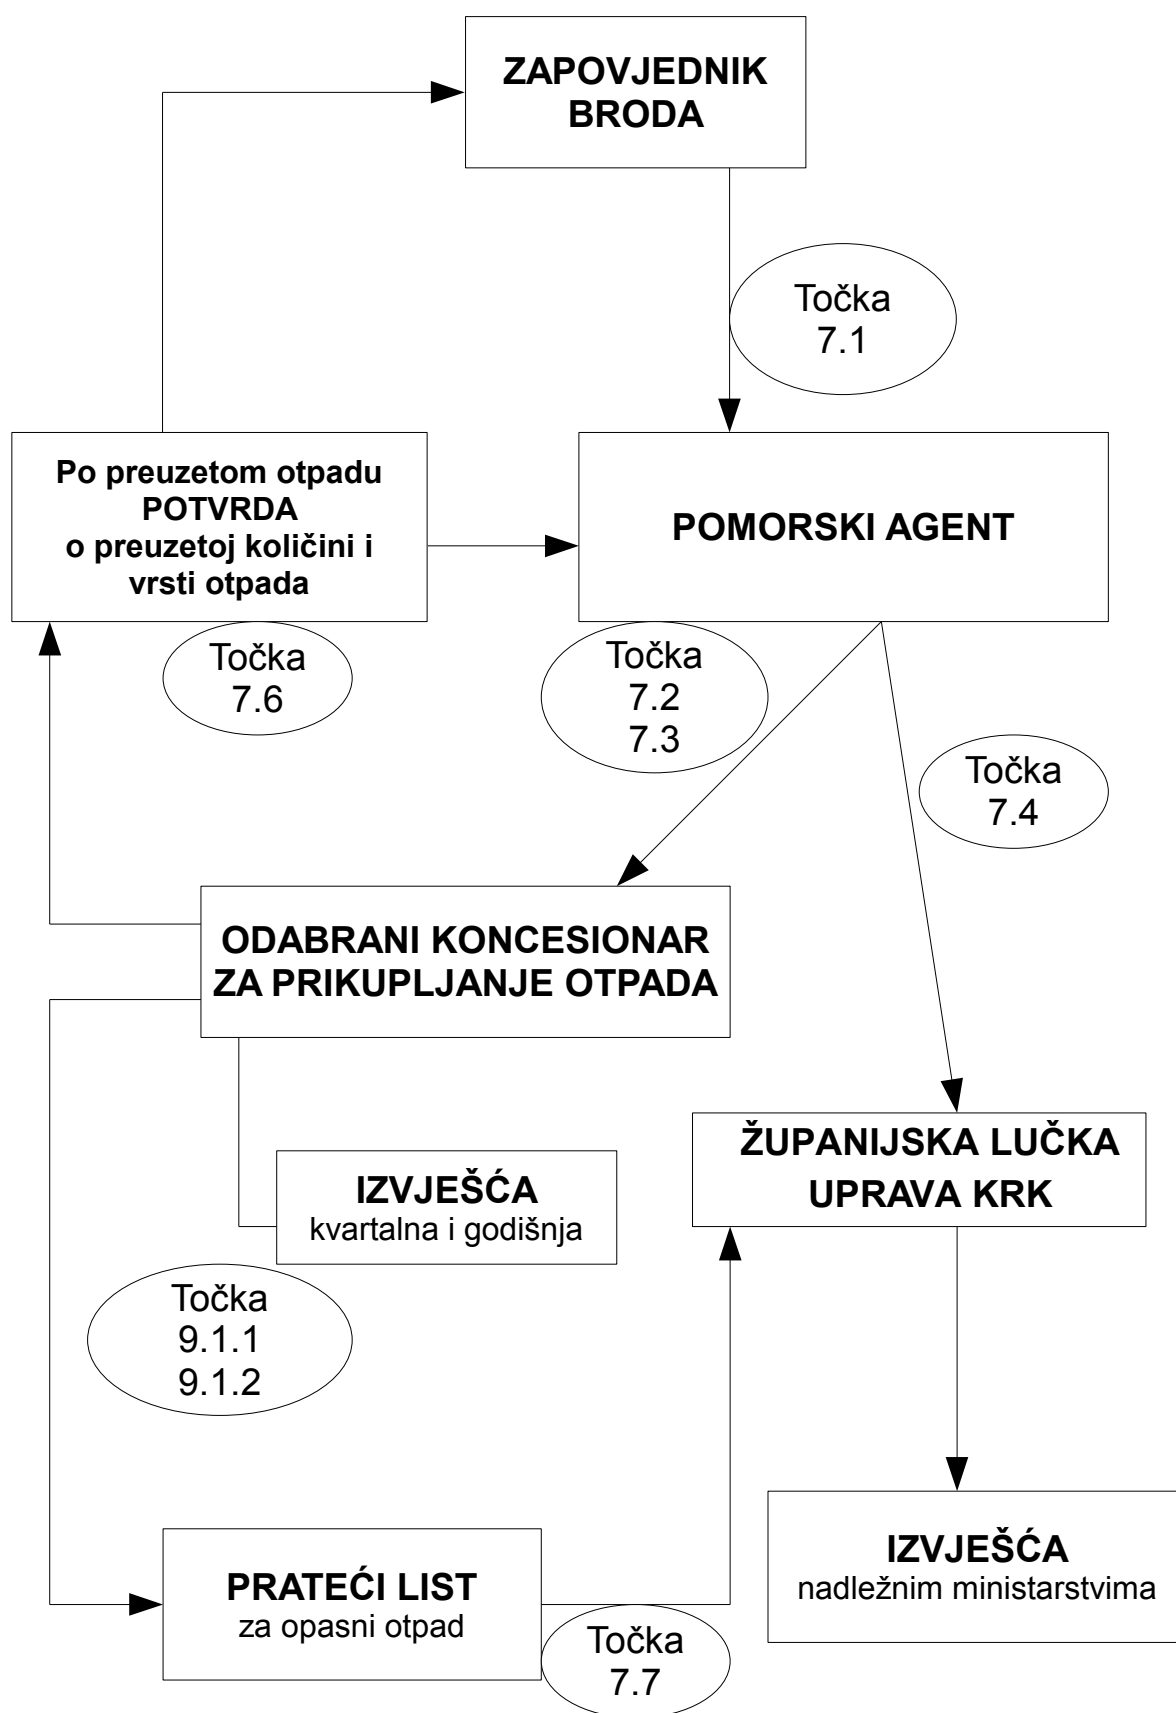 ZAPOVJEDNIK
BRODA
Točka
7.1
Po preuzetom otpadu
POTVRDA
o preuzetoj količini i
vrsti otpada
POMORSKI AGENT
Točka
7.6
Točka
7.2
7.3
Točka
7.4
ODABRANI KONCESIONAR
ZA PRIKUPLJANJE OTPADA
ŽUPANIJSKA LUČKA
UPRAVA KRK
IZVJEŠĆA
kvartalna i godišnja
Točka
9.1.1
9.1.2
IZVJEŠĆA
nadležnim ministarstvima
PRATEĆI LIST
za opasni otpad
Točka
7.7